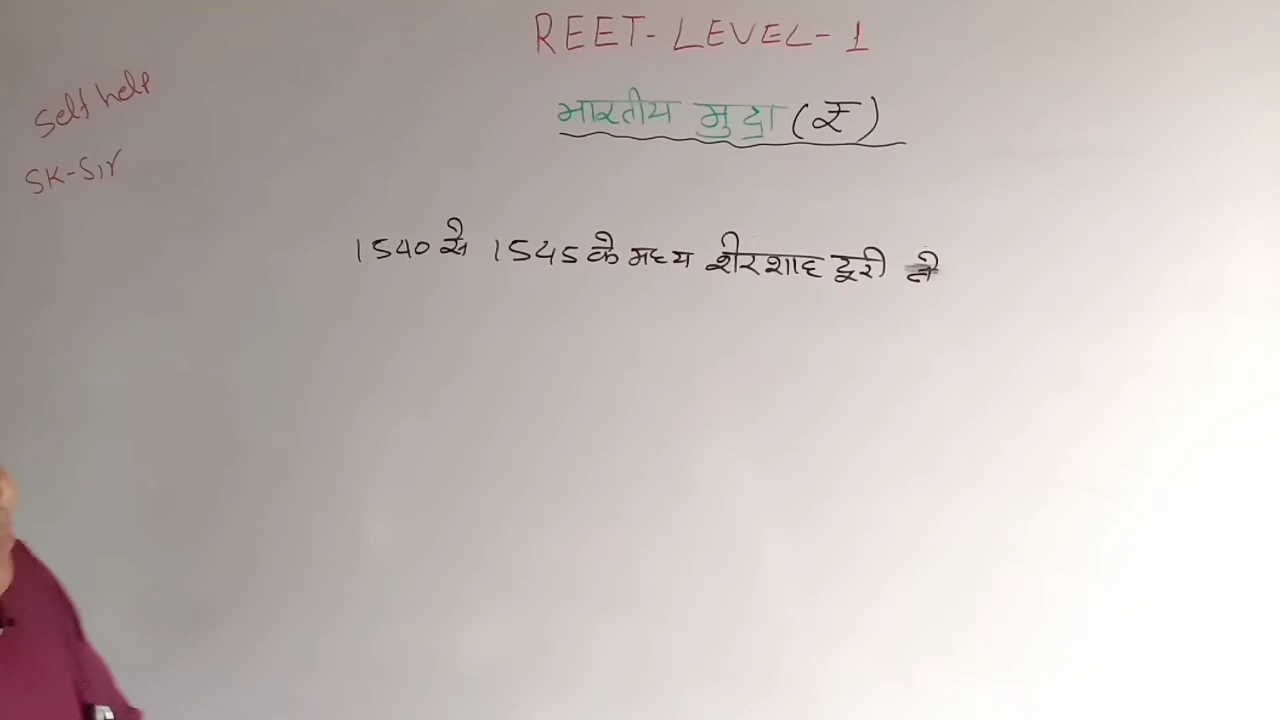 REET-LEVEL-1
भारतीय मुद्रा (₹)
Self help
SK-Sir
1540 से 1545 के मध्य शेरशाह सूरी ने